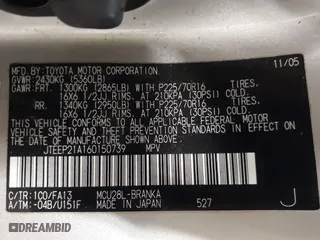 MFD. BY: TOYOTA MOTOR CORPORATION 11/05
GVWR: 2430KG (5360LB)
GAWR: FRT. 1300KG (2865LB) WITH P225/70R16 TIRES.
16X6 1/2JJ RIMS. AT 210KPA (30PSI) COLD.
RR. 1340KG (2950LB) WITH P225/70R16 TIRES.
16X6 1/2JJ RIMS. AT 210KPA (30PSI) COLD.
THIS VEHICLE CONFORMS TO ALL APPLICABLE FEDERAL MOTOR
VEHICLE SAFETY AND THEFT PREVENTION STANDARDS IN EFFECT ON
THE DATE OF MANUFACTURE SHOWN ABOVE.
JTEEP21A160150739 MPV
C/TR: 1C0/FA13 MCU28L-BRANKA
A/TM: -04B/U151F MADE IN JAPAN 527 J
DEALERDRIVE